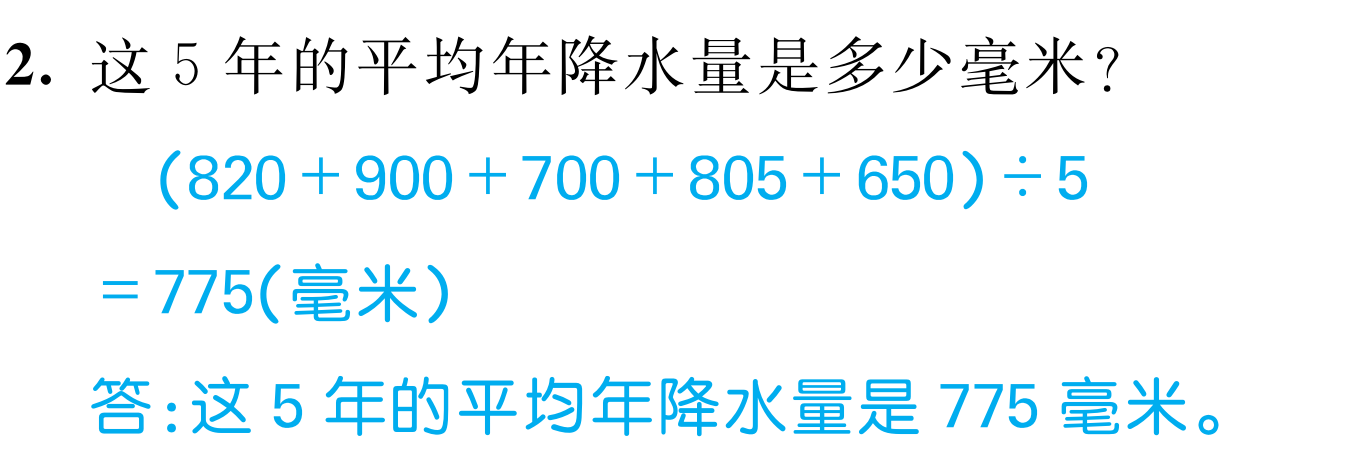 2. 这 5 年的平均年降水量是多少毫米?
(820+900+700+805+650)÷5
=775(毫米)
答:这 5 年的平均年降水量是 775 毫米。